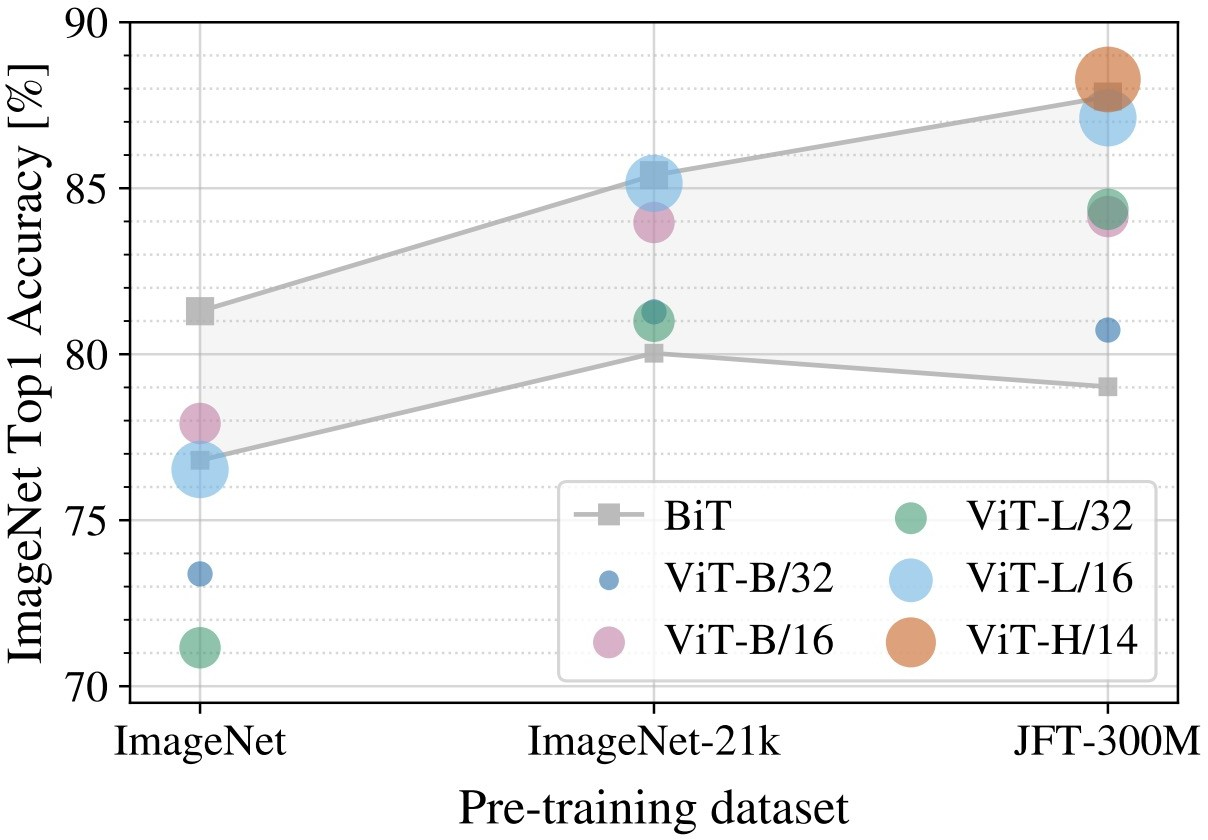 ImageNet Top1 Accuracy [%]
90
85
80
75
70
BiT
ViT-B/32
ViT-B/16
ViT-L/32
ViT-L/16
ViT-H/14
ImageNet
ImageNet-21k
JFT-300M
Pre-training dataset